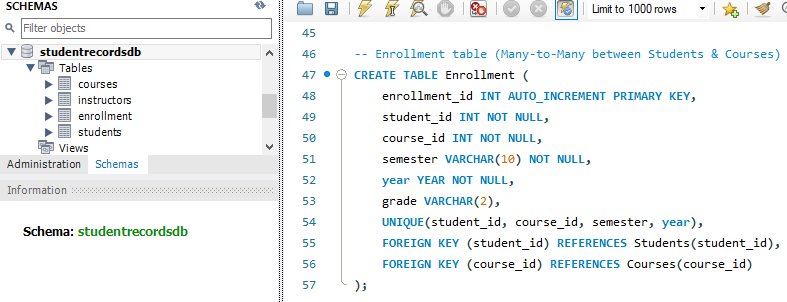 SCHEMAS
Filter objects
studentrecordsdb
Tables
courses
instructors
enrollment
students
Views
Administration Schemas
Information
Schema: studentrecordsdb
Limit to 1000 rows
45
46 -- Enrollment table (Many-to-Many between Students & Courses)
47 CREATE TABLE Enrollment (
48 enrollment_id INT AUTO_INCREMENT PRIMARY KEY,
49 student_id INT NOT NULL,
50 course_id INT NOT NULL,
51 semester VARCHAR(10) NOT NULL,
52 year YEAR NOT NULL,
53 grade VARCHAR(2),
54 UNIQUE(student_id, course_id, semester, year),
55 FOREIGN KEY (student_id) REFERENCES Students(student_id),
56 FOREIGN KEY (course_id) REFERENCES Courses(course_id)
57 );